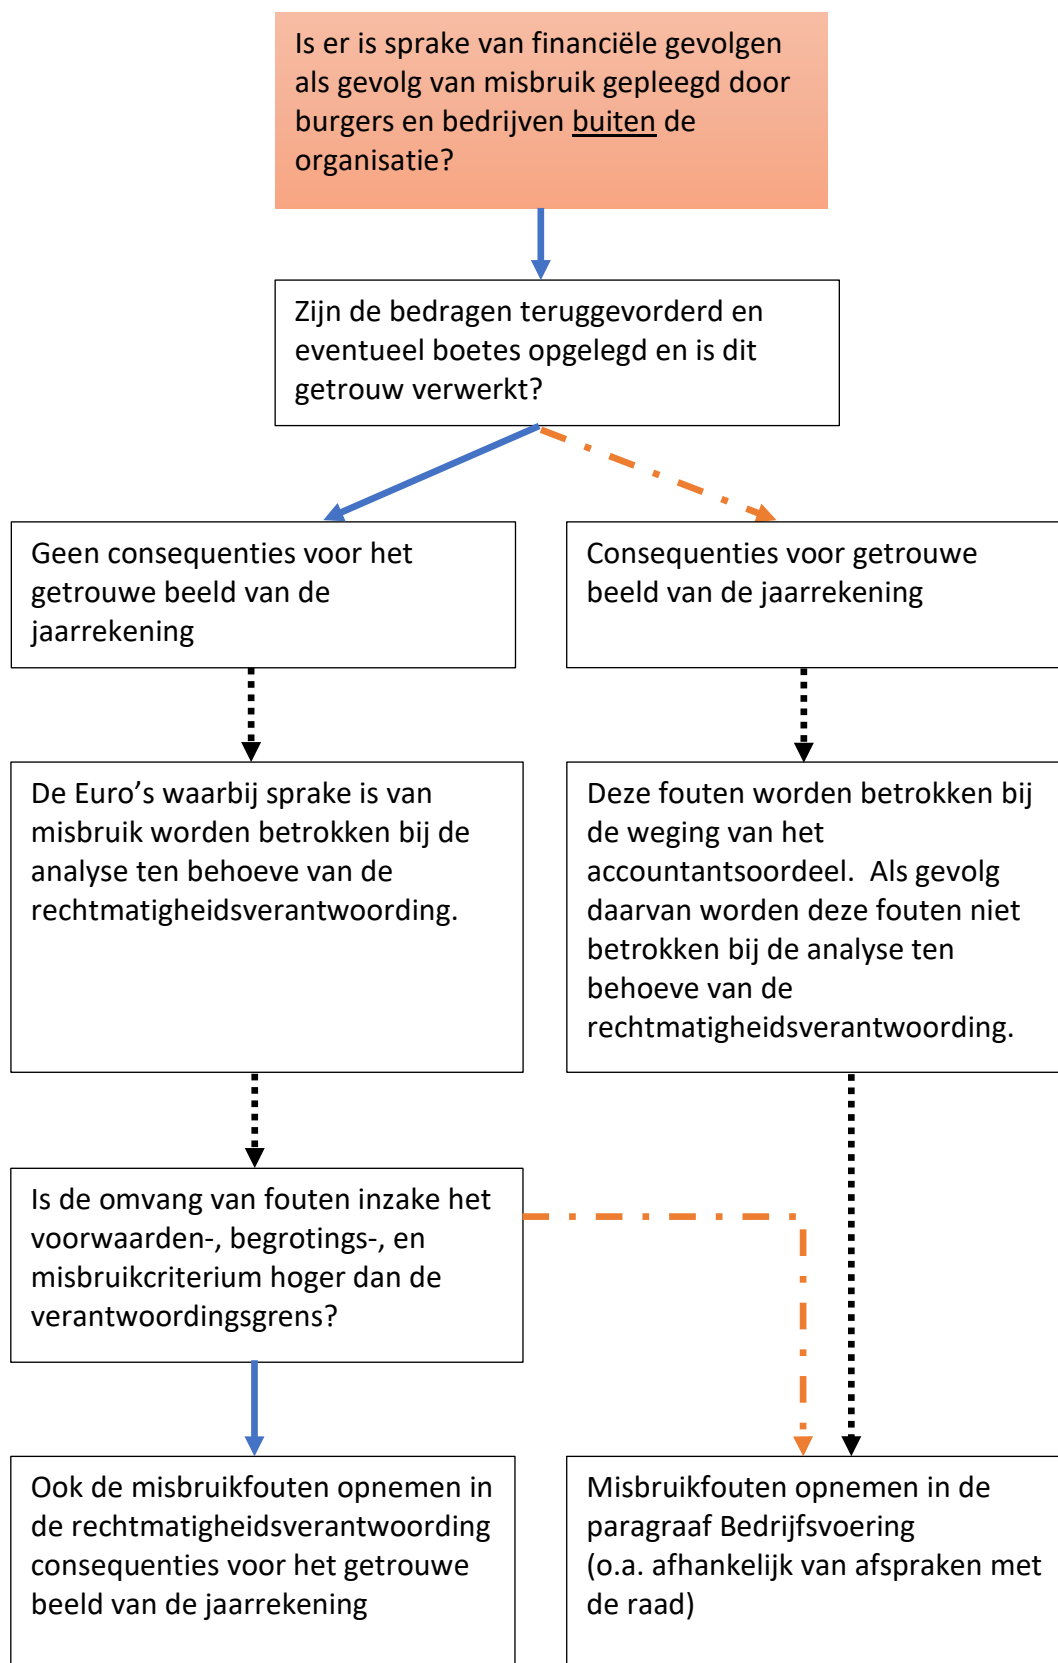 Is er is sprake van financiële gevolgen
als gevolg van misbruik gepleegd door
burgers en bedrijven buiten de
organisatie?
Zijn de bedragen teruggevorderd en
eventueel boetes opgelegd en is dit
getrouw verwerkt?
Geen consequenties voor het
getrouwe beeld van de
jaarrekening
Consequenties voor getrouwe
beeld van de jaarrekening
De Euro’s waarbij sprake is van
misbruik worden betrokken bij de
analyse ten behoeve van de
rechtmatigheidsverantwoording.
Deze fouten worden betrokken bij
de weging van het
accountantsoordeel.  Als gevolg
daarvan worden deze fouten niet
betrokken bij de analyse ten
behoeve van de
rechtmatigheidsverantwoording.
Is de omvang van fouten inzake het
voorwaarden-, begrotings-, en
misbruikcriterium hoger dan de
verantwoordingsgrens?
Ook de misbruikfouten opnemen in
de rechtmatigheidsverantwoording
consequenties voor het getrouwe
beeld van de jaarrekening
Misbruikfouten opnemen in de
paragraaf Bedrijfsvoering
(o.a. afhankelijk van afspraken met
de raad)